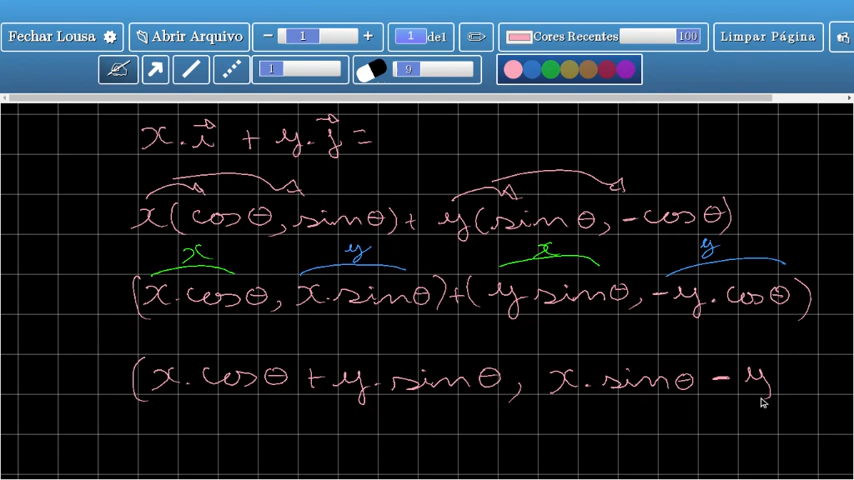 Fechar Lousa Abrir Arquivo − 1 + 1 de1 Cores Recentes 100 Limpar Página
1 9
x.i⃗ + y.j⃗ =
x(cosθ, sinθ) + y(sinθ, -cosθ)
x y x y
(x.cosθ, x.sinθ) + (y.sinθ, -y.cosθ)
(x.cosθ + y.sinθ, x.sinθ - y